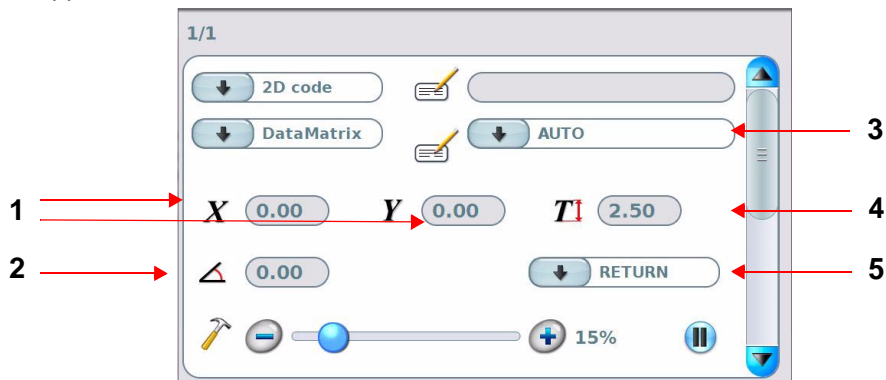 1/1
2D code
DataMatrix AUTO 3
1 X 0.00 Y 0.00 T 2.50 4
2 0.00 RETURN 5
15%